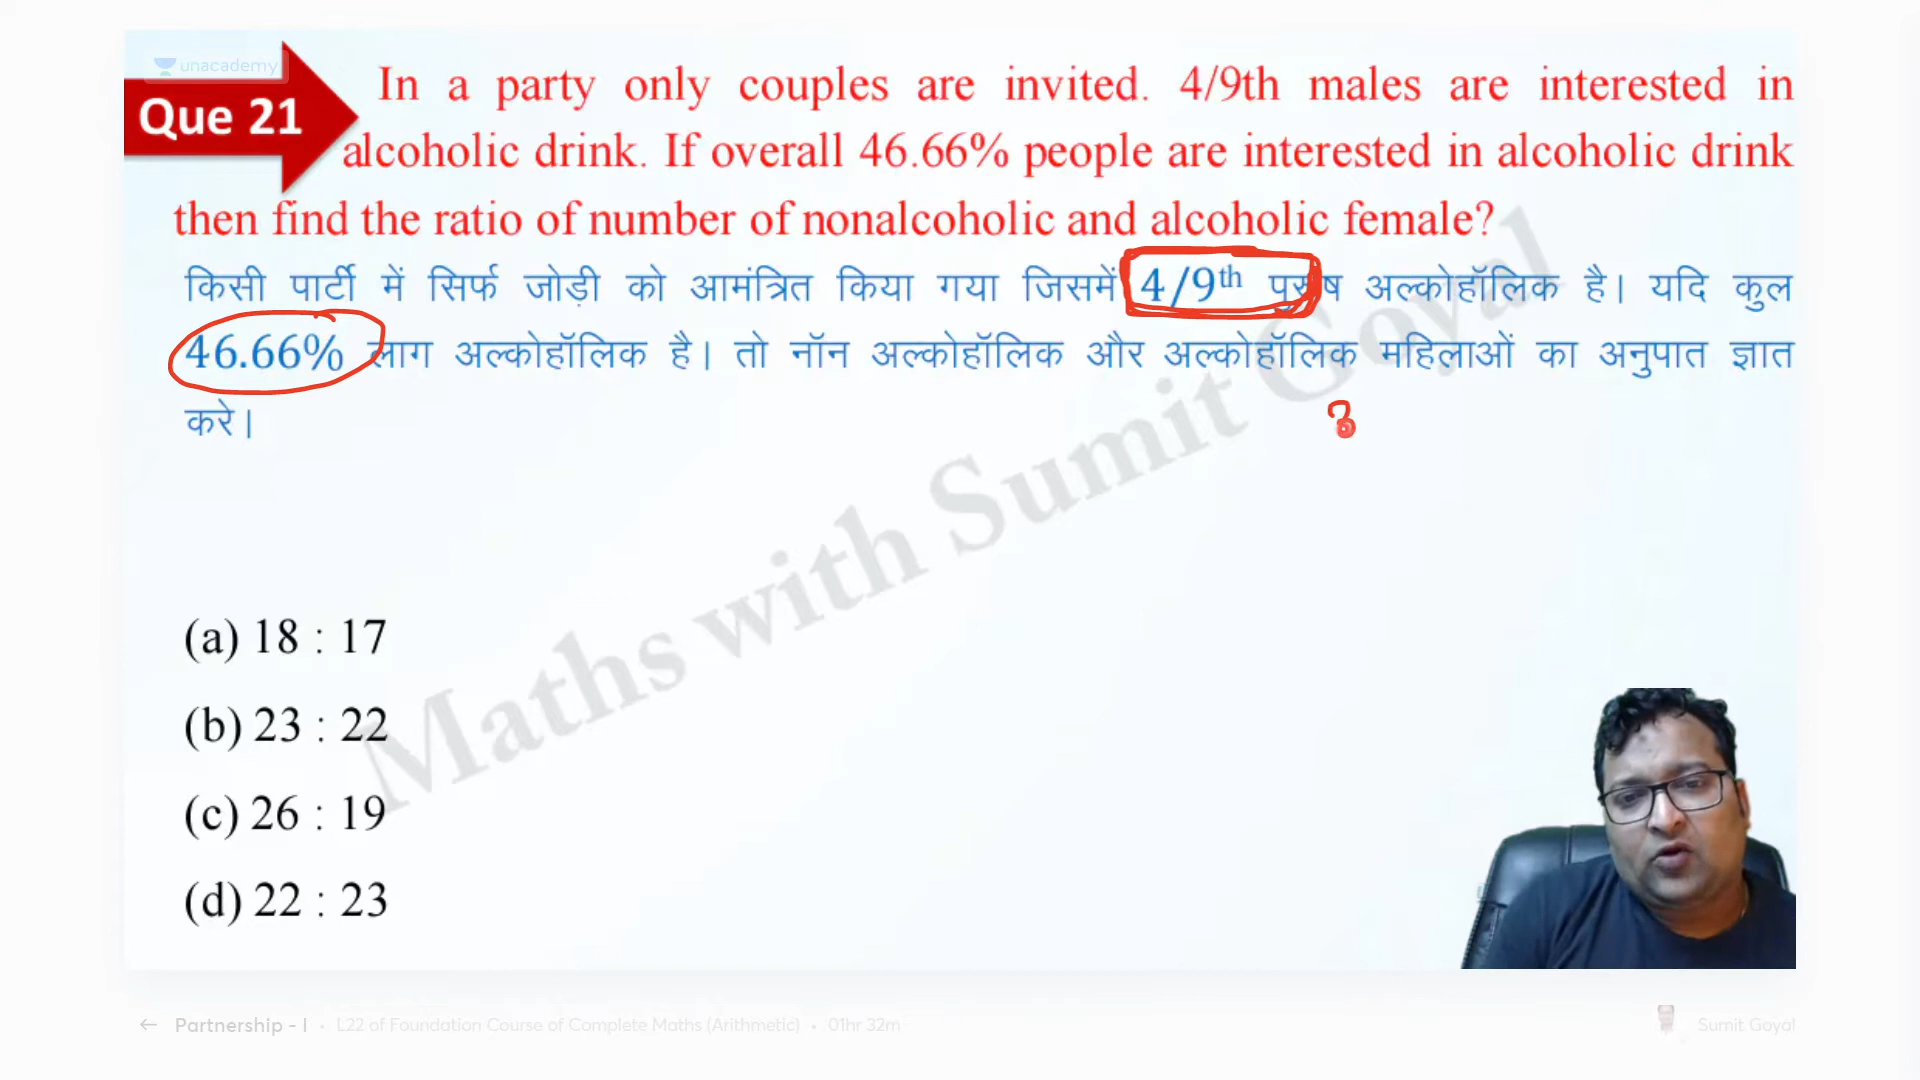 unacademy
Que 21
In a party only couples are invited. 4/9th males are interested in
alcoholic drink. If overall 46.66% people are interested in alcoholic drink
then find the ratio of number of nonalcoholic and alcoholic female?
किसी पार्टी में सिर्फ जोड़ी को आमंत्रित किया गया जिसमें 4/9th पुरुष अल्कोहॉलिक है। यदि कुल
46.66% लाग अल्कोहॉलिक है। तो नॉन अल्कोहॉलिक और अल्कोहॉलिक महिलाओं का अनुपात ज्ञात
करे।
Maths with Sumit Goyal
(a) 18 : 17
(b) 23 : 22
(c) 26 : 19
(d) 22 : 23
← Partnership - I • L22 of Foundation Course of Complete Maths (Arithmetic) • 01hr 32m
Sumit Goyal